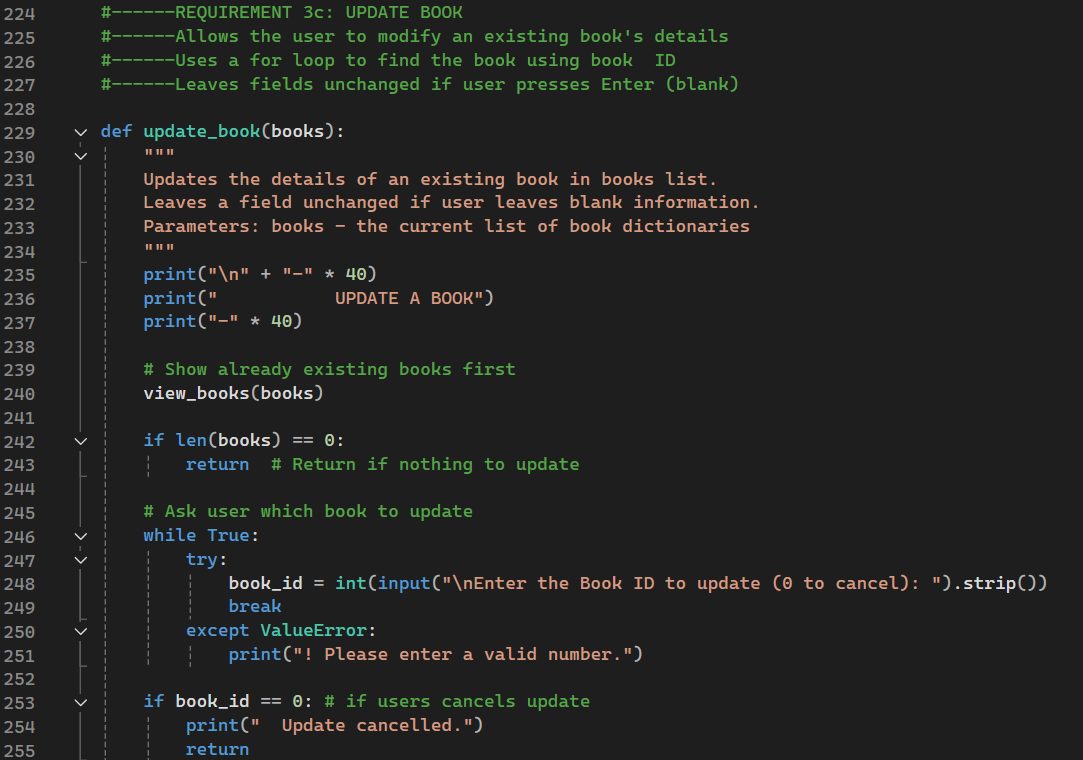 224 #------REQUIREMENT 3c: UPDATE BOOK
225 #------Allows the user to modify an existing book's details
226 #------Uses a for loop to find the book using book  ID
227 #------Leaves fields unchanged if user presses Enter (blank)
228
229 def update_book(books):
230     """
231     Updates the details of an existing book in books list.
232     Leaves a field unchanged if user leaves blank information.
233     Parameters: books - the current list of book dictionaries
234     """
235     print("\n" + "-" * 40)
236     print("           UPDATE A BOOK")
237     print("-" * 40)
238
239     # Show already existing books first
240     view_books(books)
241
242     if len(books) == 0:
243         return  # Return if nothing to update
244
245     # Ask user which book to update
246     while True:
247         try:
248             book_id = int(input("\nEnter the Book ID to update (0 to cancel): ").strip())
249             break
250         except ValueError:
251             print("! Please enter a valid number.")
252
253     if book_id == 0: # if users cancels update
254         print("  Update cancelled.")
255         return